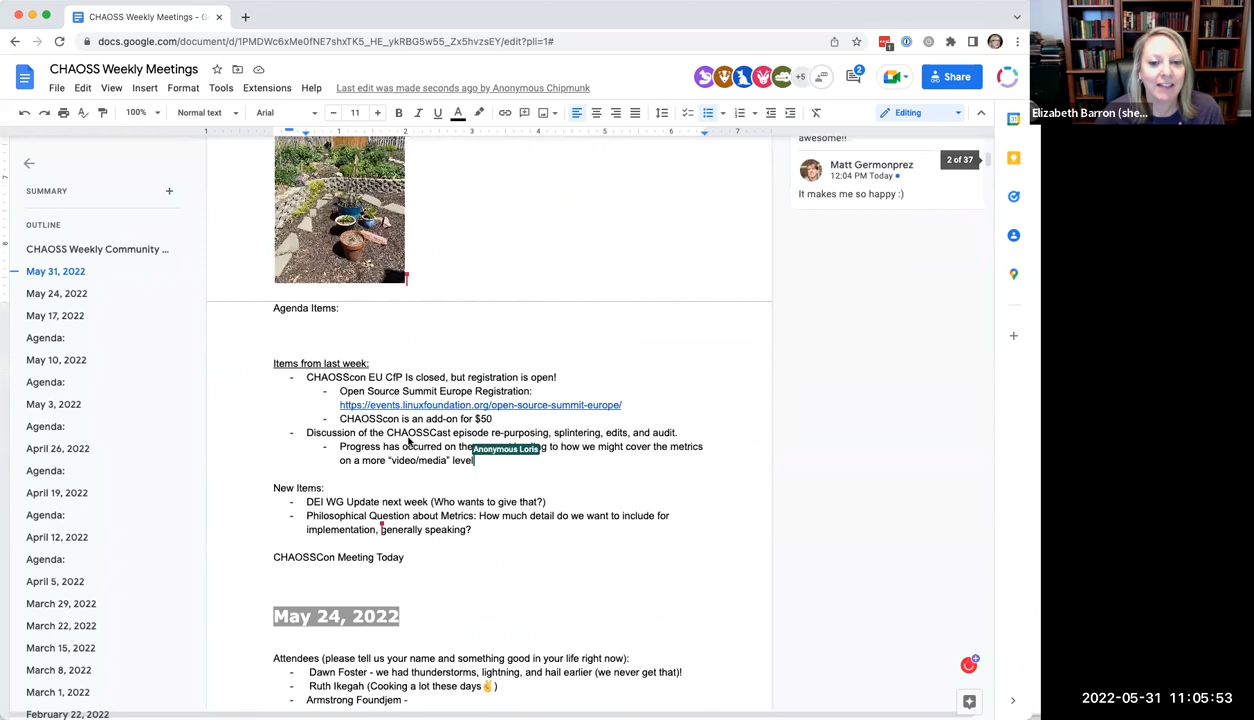 CHAOSS Weekly Meetings - G
docs.google.com/document/d/1PMDWc6xMe0fNE7shxTK5_HE_ykRBG5w55_Zx5hvzsEY/edit?pli=1#
1
CHAOSS Weekly Meetings
File Edit View Insert Format Tools Extensions Help
Last edit was made seconds ago by Anonymous Chipmunk
+5
2
Share
100%
Normal text
Arial
11
Editing
1 1 2 3 4 5 6 7
SUMMARY
OUTLINE
CHAOSS Weekly Community ...
May 31, 2022
May 24, 2022
May 17, 2022
Agenda:
May 10, 2022
Agenda:
May 3, 2022
Agenda:
April 26, 2022
Agenda:
April 19, 2022
Agenda:
April 12, 2022
Agenda:
April 5, 2022
March 29, 2022
March 22, 2022
March 15, 2022
March 8, 2022
March 1, 2022
February 22, 2022
Agenda Items:
Items from last week:
- CHAOSScon EU CfP Is closed, but registration is open!
- Open Source Summit Europe Registration:
https://events.linuxfoundation.org/open-source-summit-europe/
- CHAOSScon is an add-on for $50
- Discussion of the CHAOSSCast episode re-purposing, splintering, edits, and audit.
Anonymous Loris
- Progress has occurred on the to how we might cover the metrics
on a more “video/media” level
New Items:
- DEI WG Update next week (Who wants to give that?)
- Philosophical Question about Metrics: How much detail do we want to include for
implementation, generally speaking?
CHAOSSCon Meeting Today
May 24, 2022
Attendees (please tell us your name and something good in your life right now):
- Dawn Foster - we had thunderstorms, lightning, and hail earlier (we never get that)!
- Ruth Ikegah (Cooking a lot these days✌)
- Armstrong Foundjem -
awesome!!
Matt Germonprez
12:04 PM Today
It makes me so happy :)
2 of 37
Elizabeth Barron (she...
2022-05-31 11:05:53